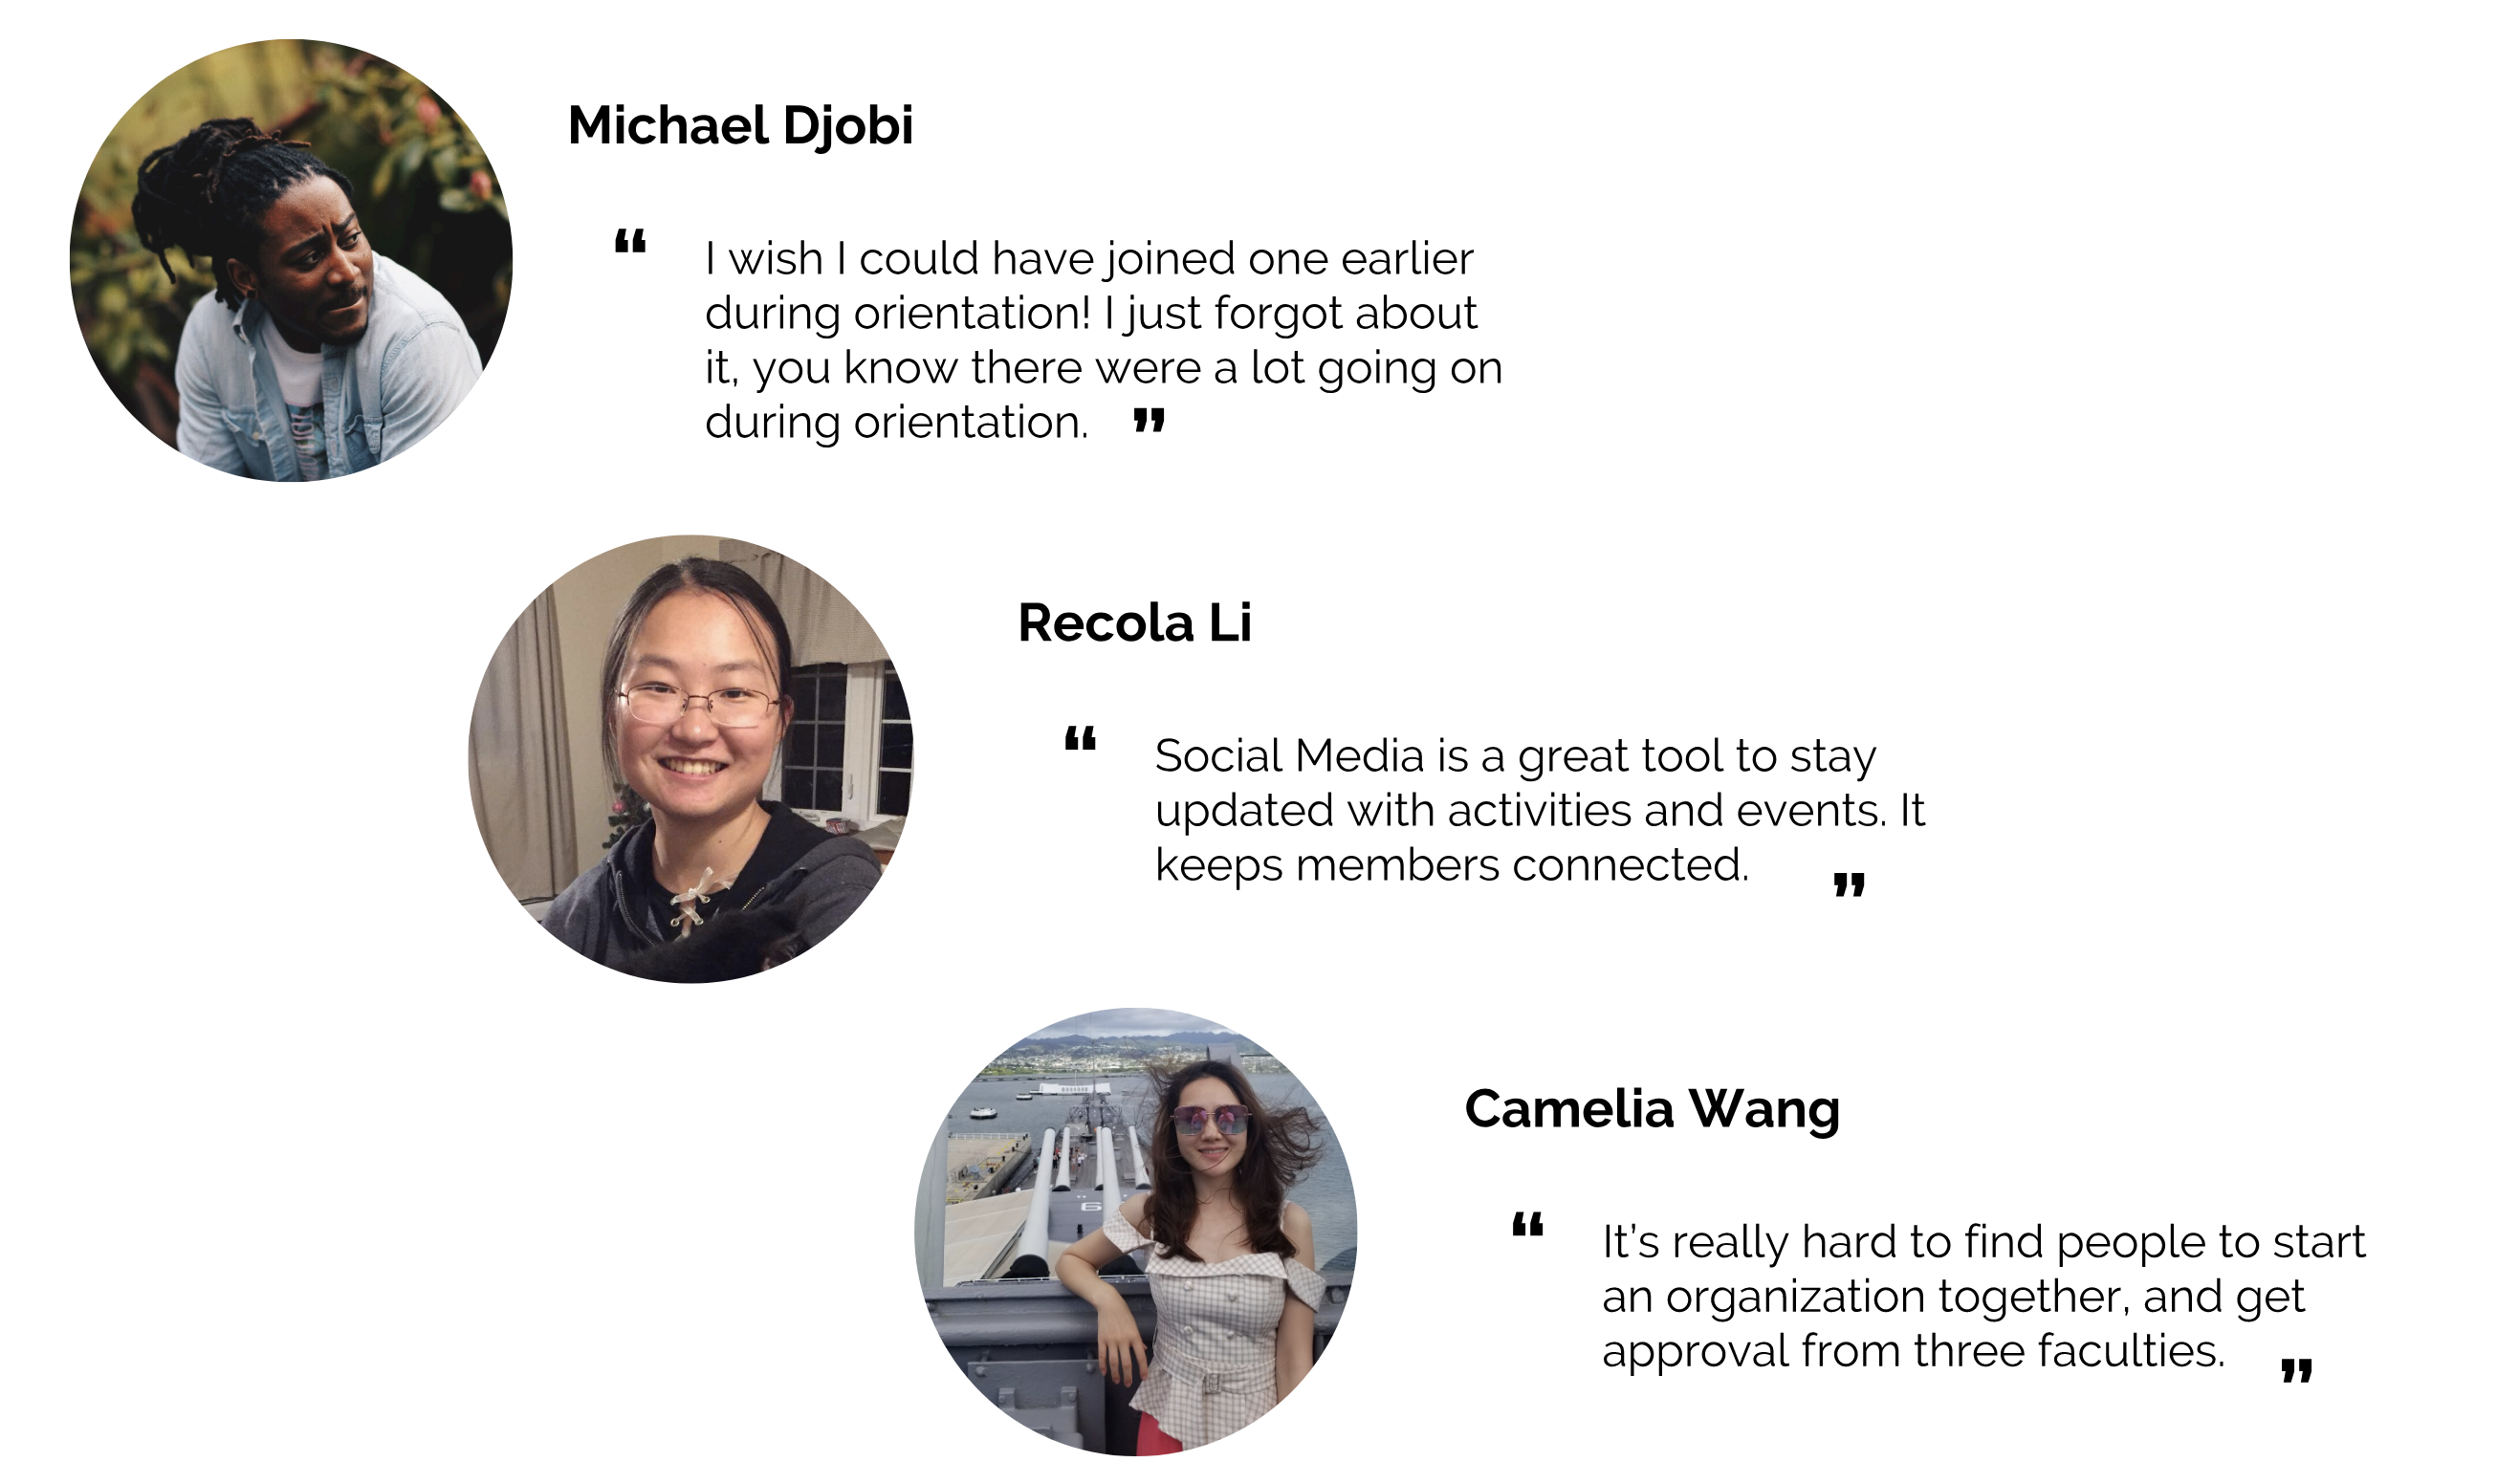 Michael Djobi
❝ I wish I could have joined one earlier
during orientation! I just forgot about
it, you know there were a lot going on
during orientation. ❞
Recola Li
❝ Social Media is a great tool to stay
updated with activities and events. It
keeps members connected. ❞
Camelia Wang
❝ It’s really hard to find people to start
an organization together, and get
approval from three faculties. ❞
6